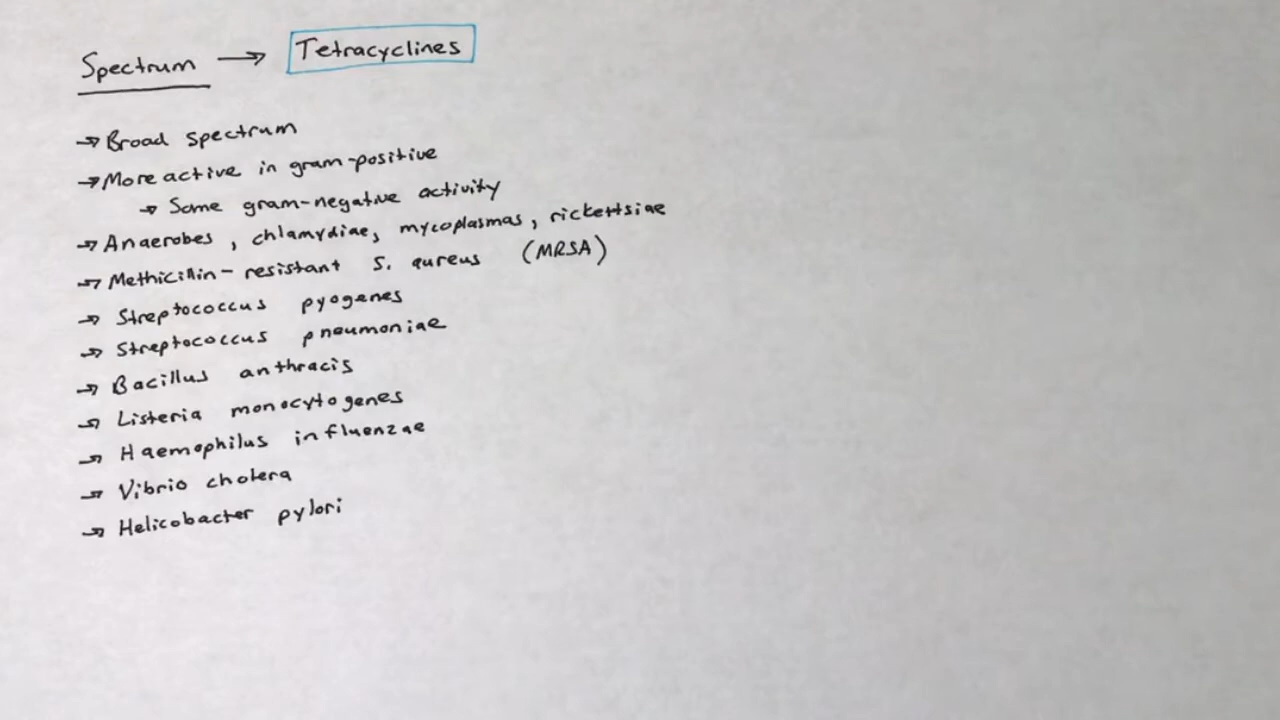 Spectrum → Tetracyclines
→ Broad spectrum
→ More active in gram-positive
→ Some gram-negative activity
→ Anaerobes, chlamydiae, mycoplasmas, rickettsiae
→ Methicillin-resistant S. aureus (MRSA)
→ Streptococcus pyogenes
→ Streptococcus pneumoniae
→ Bacillus anthracis
→ Listeria monocytogenes
→ Haemophilus influenzae
→ Vibrio cholera
→ Helicobacter pylori